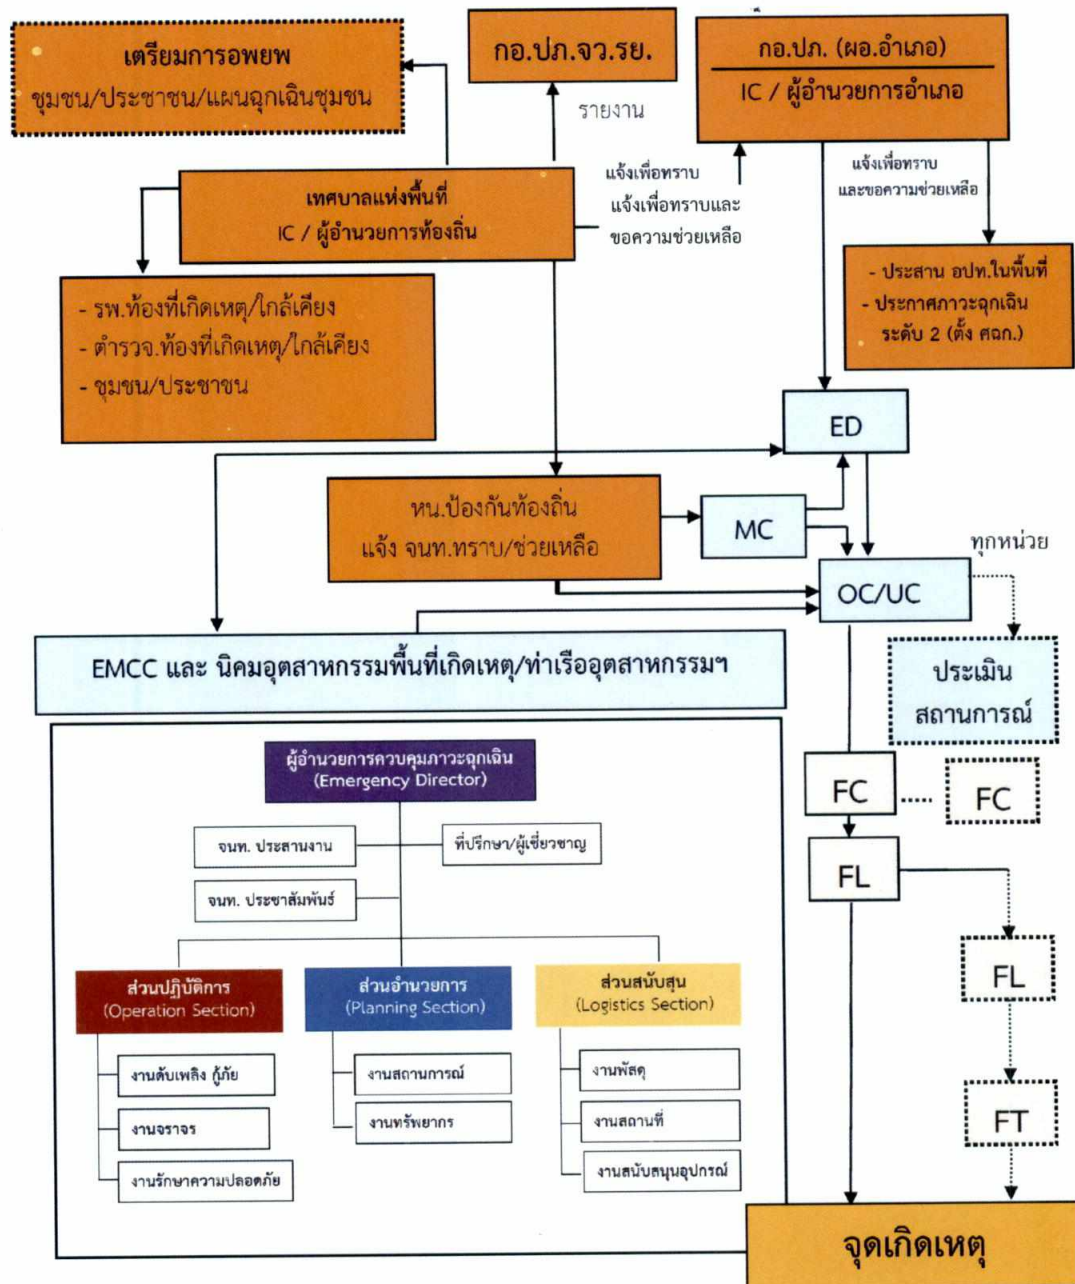 เตรียมการอพยพ
ชุมชน/ประชาชน/แผนฉุกเฉินชุมชน
กอ.ปภ.จว.รย.
กอ.ปภ. (ผอ.อำเภอ)
IC / ผู้อำนวยการอำเภอ
รายงาน
แจ้งเพื่อทราบ
แจ้งเพื่อทราบและ
ขอความช่วยเหลือ
แจ้งเพื่อทราบ
และขอความช่วยเหลือ
เทศบาลแห่งพื้นที่
IC / ผู้อำนวยการท้องถิ่น
- รพ.ท้องที่เกิดเหตุ/ใกล้เคียง
- ตำรวจ.ท้องที่เกิดเหตุ/ใกล้เคียง
- ชุมชน/ประชาชน
- ประสาน อปท.ในพื้นที่
- ประกาศภาวะฉุกเฉิน
ระดับ 2 (ตั้ง ศฉก.)
ED
หน.ป้องกันท้องถิ่น
แจ้ง จนท.ทราบ/ช่วยเหลือ
MC
ทุกหน่วย
OC/UC
EMCC และ นิคมอุตสาหกรรมพื้นที่เกิดเหตุ/ท่าเรืออุตสาหกรรมฯ
ประเมิน
สถานการณ์
ผู้อำนวยการควบคุมภาวะฉุกเฉิน
(Emergency Director)
จนท. ประสานงาน
ที่ปรึกษา/ผู้เชี่ยวชาญ
จนท. ประชาสัมพันธ์
FC
FC
FL
ส่วนปฏิบัติการ
(Operation Section)
ส่วนอำนวยการ
(Planning Section)
ส่วนสนับสุน
(Logistics Section)
FL
งานดับเพลิง กู้ภัย
งานจราจร
งานรักษาความปลอดภัย
งานสถานการณ์
งานทรัพยากร
งานพัสดุ
งานสถานที่
งานสนับสนุนอุปกรณ์
FT
จุดเกิดเหตุ